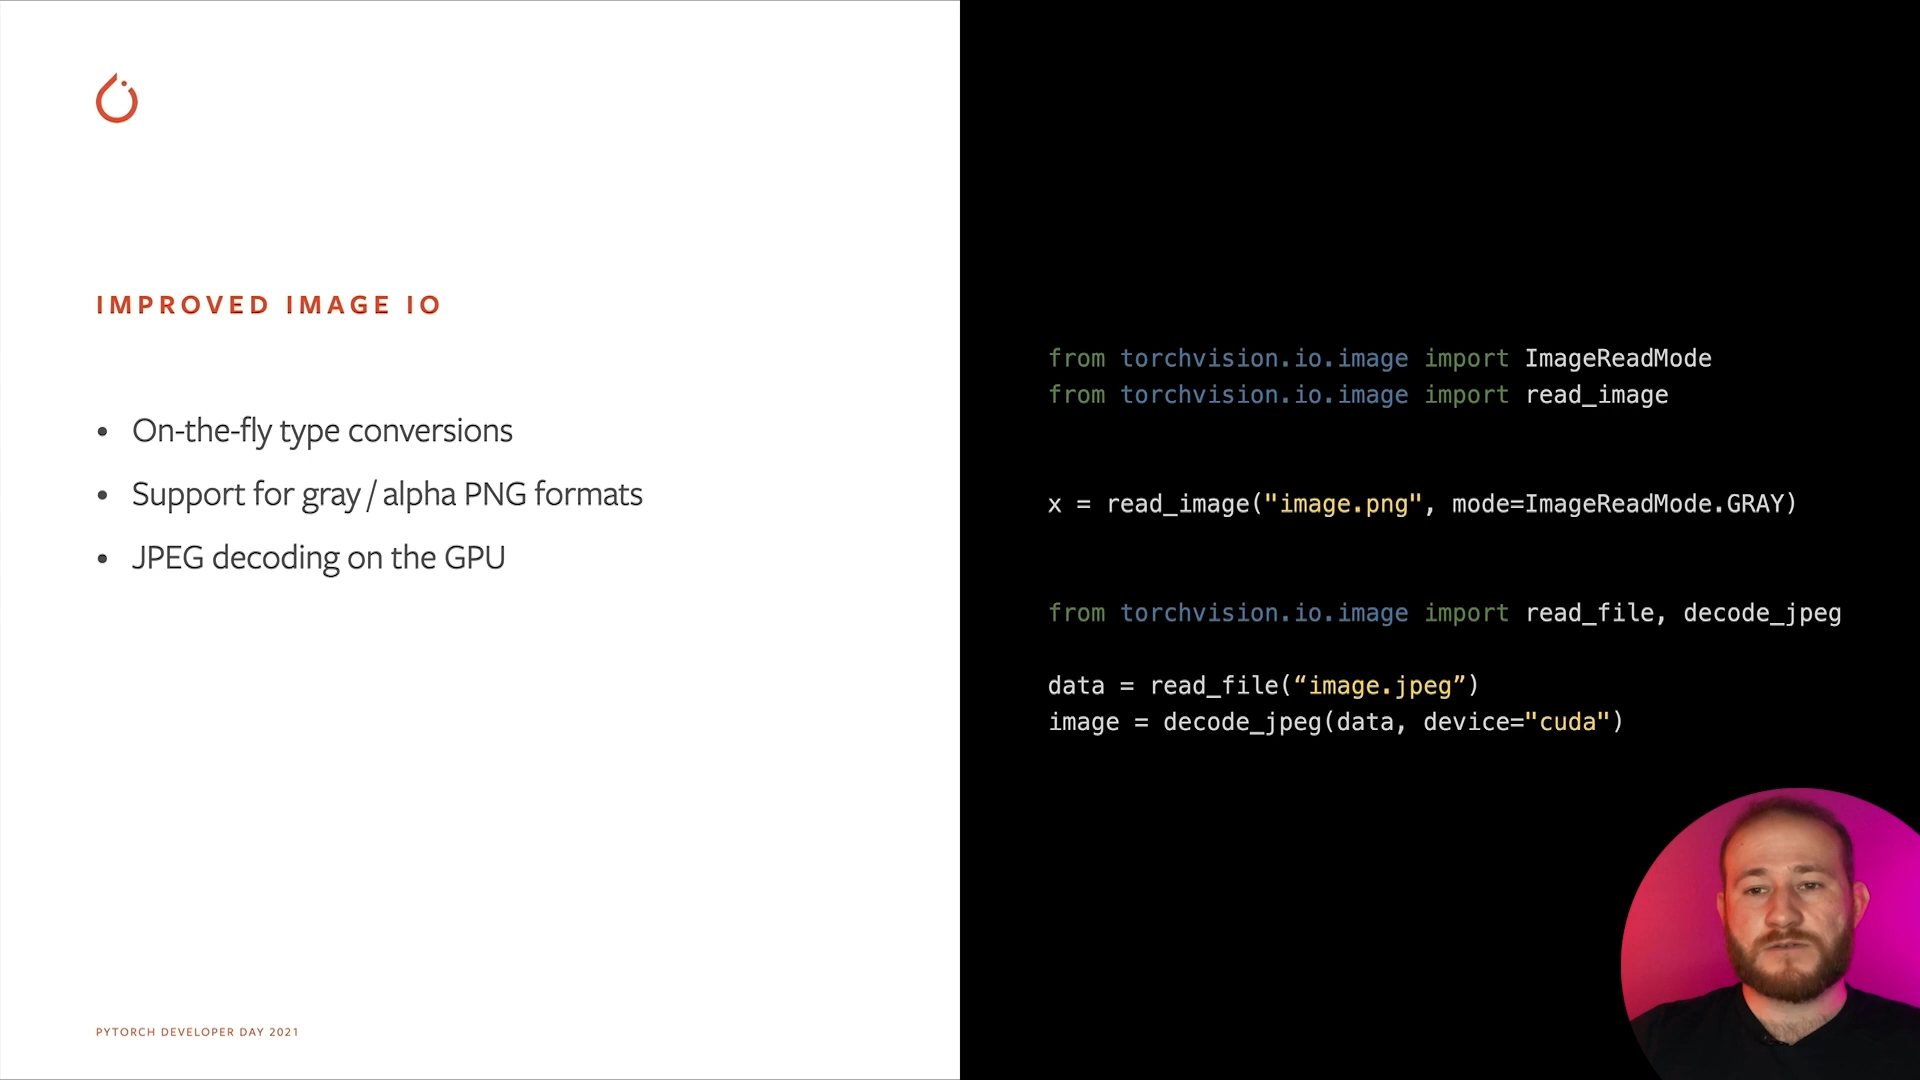 IMPROVED IMAGE IO
• On-the-fly type conversions
• Support for gray / alpha PNG formats
• JPEG decoding on the GPU
PYTORCH DEVELOPER DAY 2021
from torchvision.io.image import ImageReadMode
from torchvision.io.image import read_image
x = read_image("image.png", mode=ImageReadMode.GRAY)
from torchvision.io.image import read_file, decode_jpeg
data = read_file(“image.jpeg”)
image = decode_jpeg(data, device="cuda")